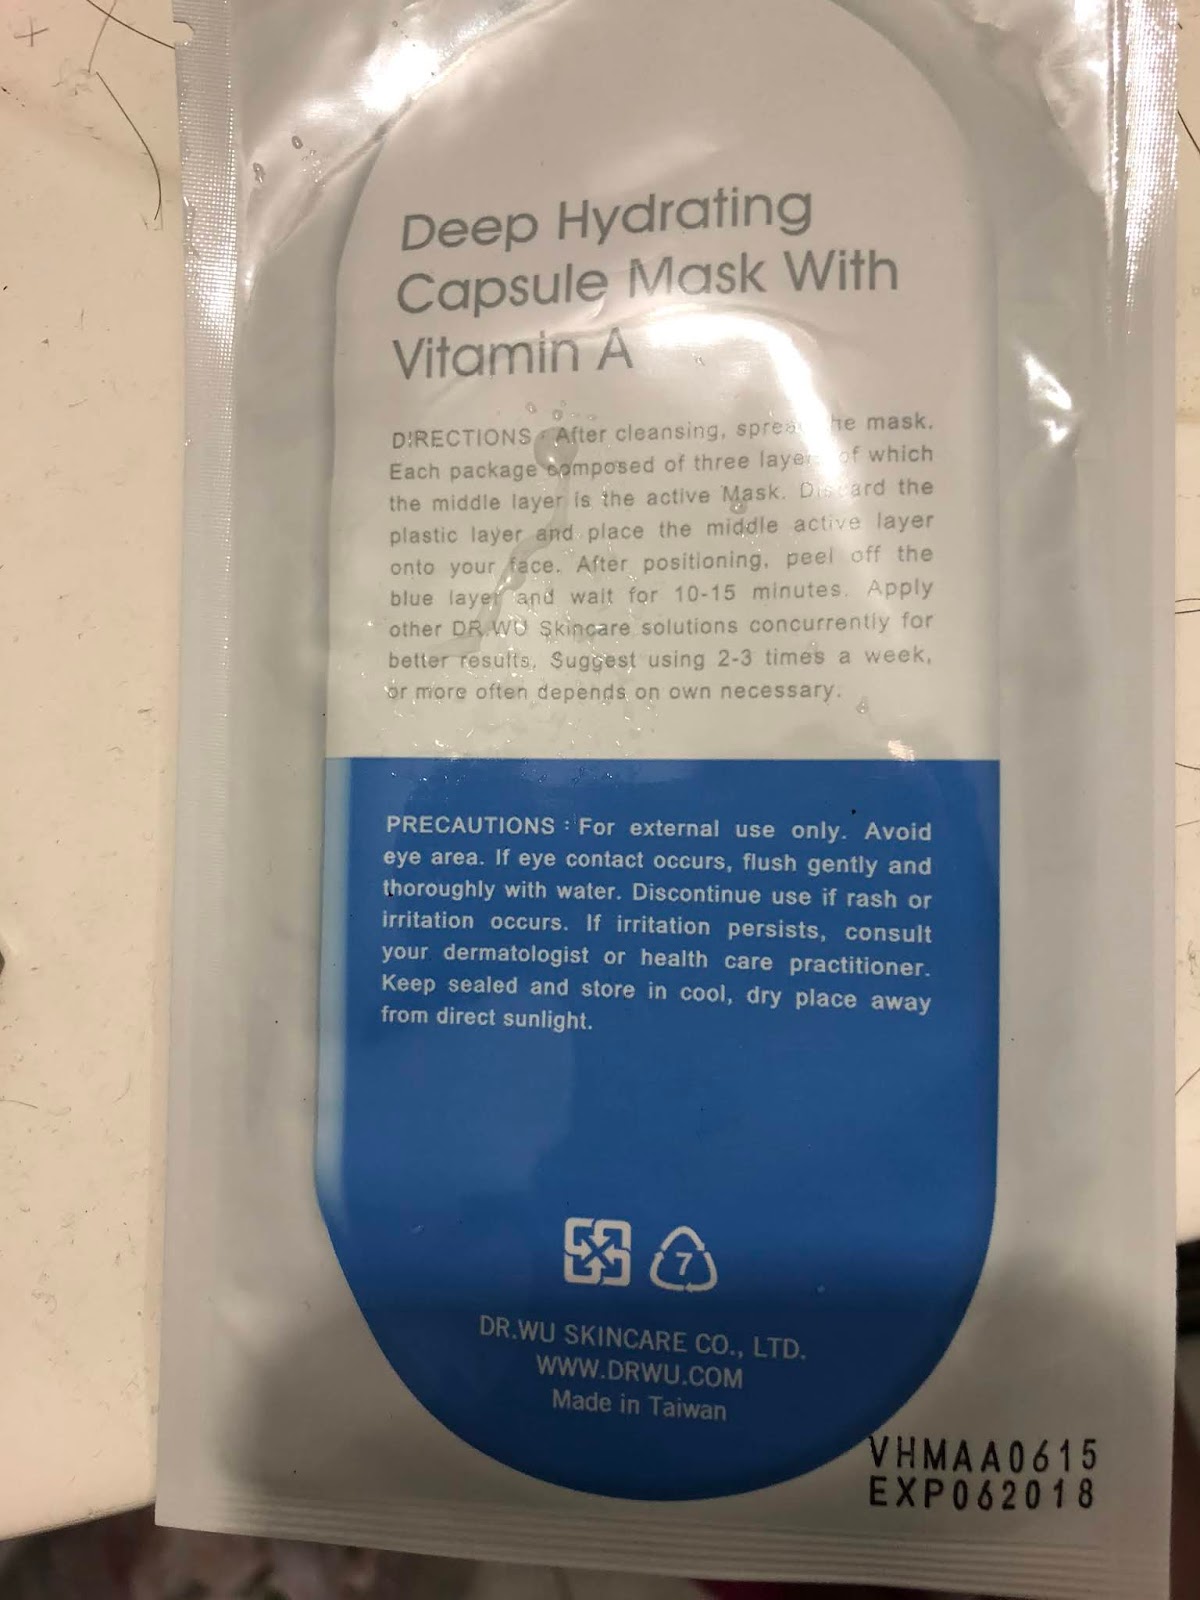 Deep Hydrating
Capsule Mask With
Vitamin A
DIRECTIONS : After cleansing, spread the mask.
Each package composed of three layers of which
the middle layer is the active Mask. Discard the
plastic layer and place the middle active layer
onto your face. After positioning, peel off the
blue layer and wait for 10-15 minutes. Apply
other DR.WU Skincare solutions concurrently for
better results. Suggest using 2-3 times a week,
or more often depends on own necessary.
PRECAUTIONS : For external use only. Avoid
eye area. If eye contact occurs, flush gently and
thoroughly with water. Discontinue use if rash or
irritation occurs. If irritation persists, consult
your dermatologist or health care practitioner.
Keep sealed and store in cool, dry place away
from direct sunlight.
7
DR.WU SKINCARE CO., LTD.
WWW.DRWU.COM
Made in Taiwan
VHMAA0615
EXP062018